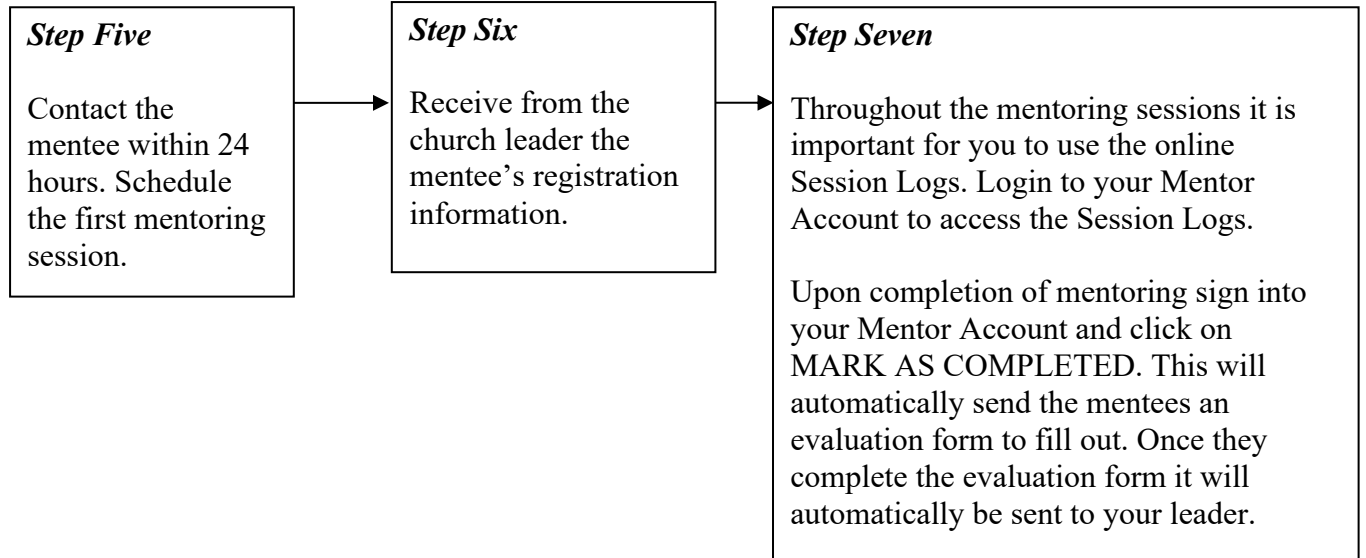 Step Five
Contact the
mentee within 24
hours. Schedule
the first mentoring
session.
Step Six
Receive from the
church leader the
mentee’s registration
information.
Step Seven
Throughout the mentoring sessions it is
important for you to use the online
Session Logs. Login to your Mentor
Account to access the Session Logs.
Upon completion of mentoring sign into
your Mentor Account and click on
MARK AS COMPLETED. This will
automatically send the mentees an
evaluation form to fill out. Once they
complete the evaluation form it will
automatically be sent to your leader.